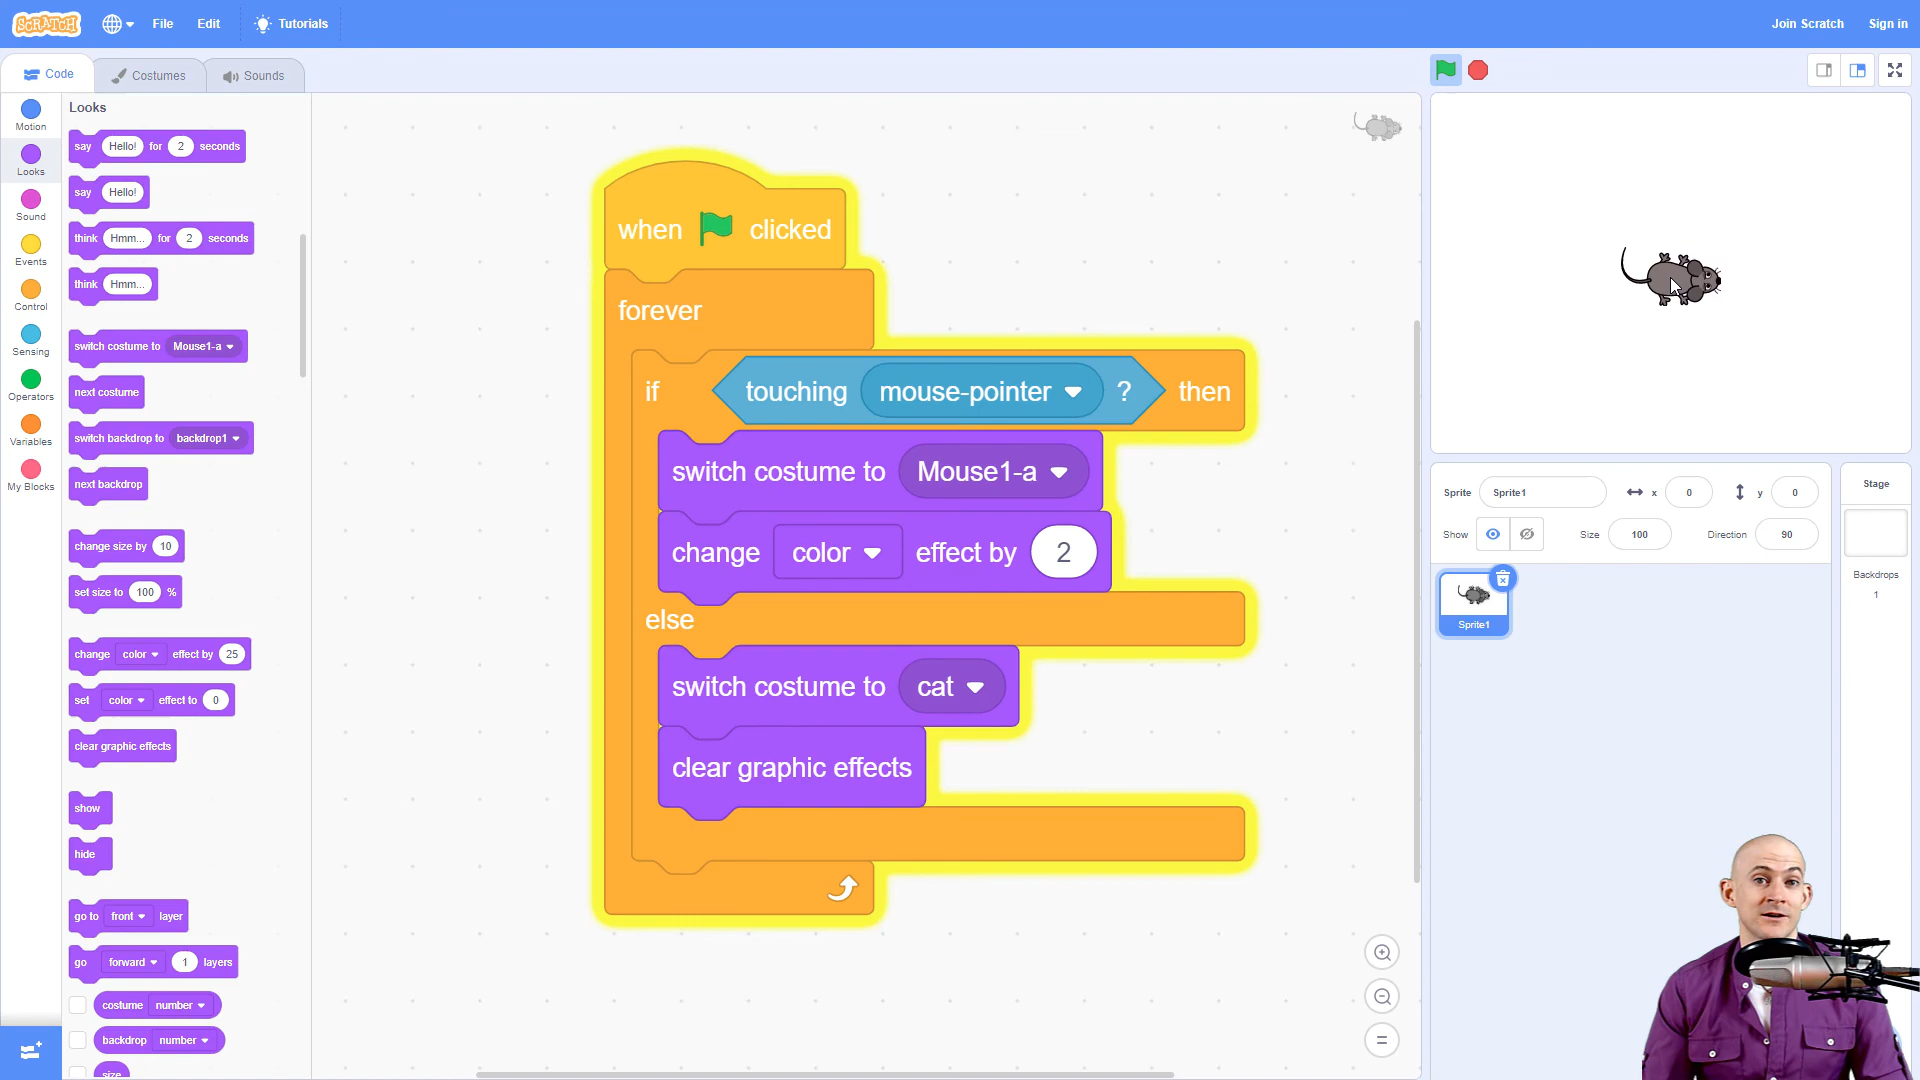 SCRATCH File Edit Tutorials Join Scratch Sign in
Code Costumes Sounds
Motion
Looks
Sound
Events
Control
Sensing
Operators
Variables
My Blocks
Looks
say Hello! for 2 seconds
say Hello!
think Hmm... for 2 seconds
think Hmm...
switch costume to Mouse1-a
next costume
switch backdrop to backdrop1
next backdrop
change size by 10
set size to 100 %
change color effect by 25
set color effect to 0
clear graphic effects
show
hide
go to front layer
go forward 1 layers
costume number
backdrop number
size
when clicked
forever
if touching mouse-pointer ? then
switch costume to Mouse1-a
change color effect by 2
else
switch costume to cat
clear graphic effects
Sprite Sprite1 x 0 y 0
Show Size 100 Direction 90
Sprite1
Stage
Backdrops
1